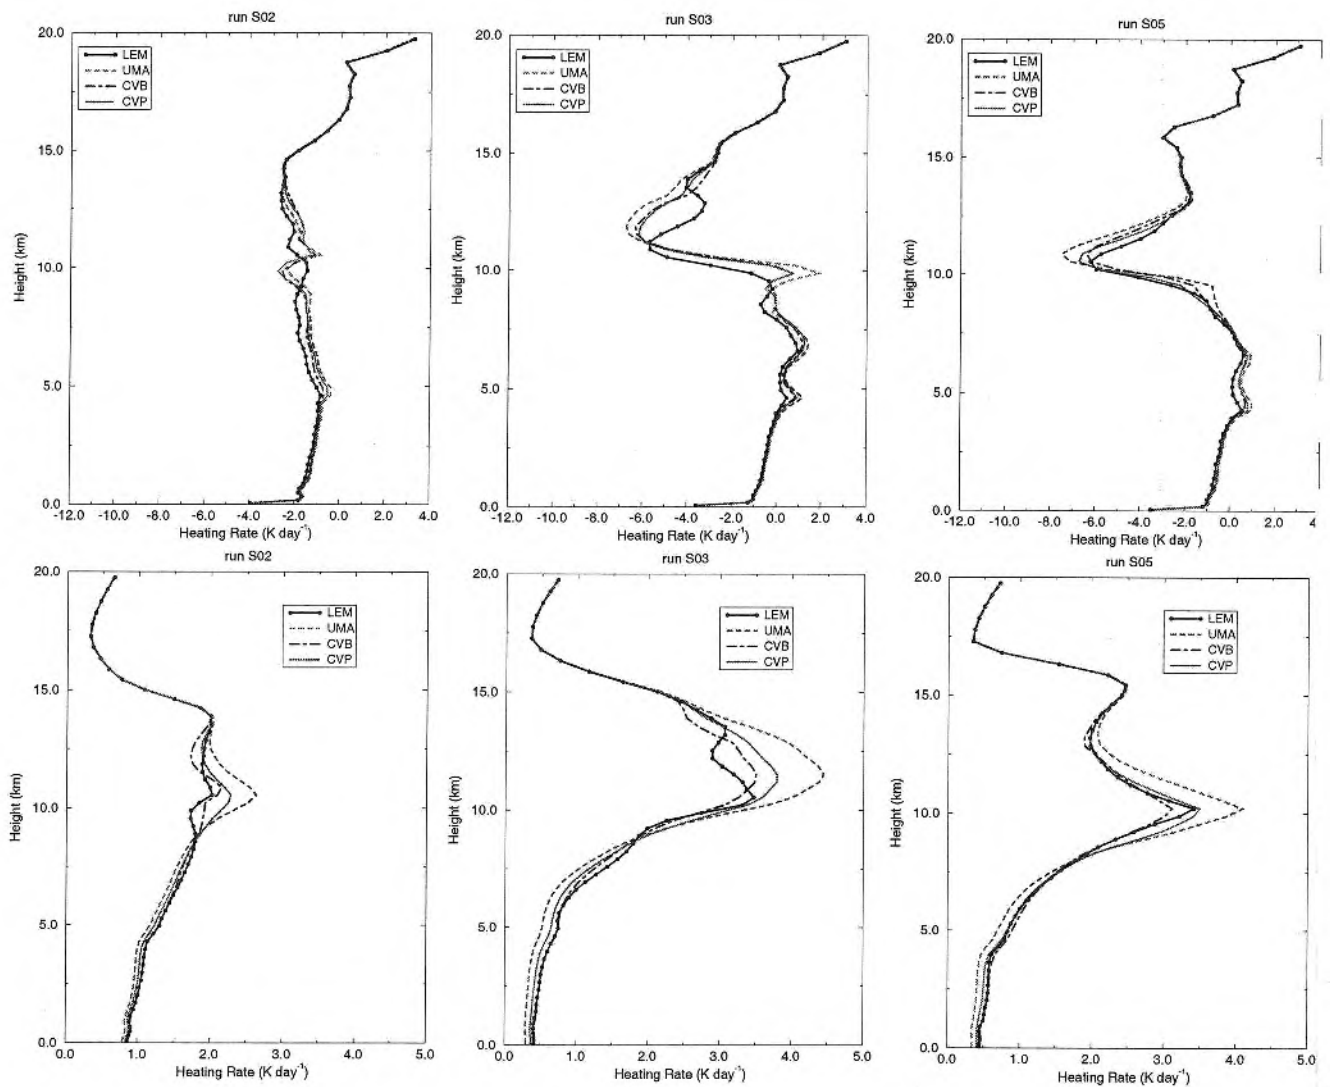 run S02
20.0
15.0
10.0
5.0
0.0
Height (km)
LEM
UMA
CVB
CVP
-12.0 -10.0 -8.0 -6.0 -4.0 -2.0 0.0 2.0 4.0
Heating Rate (K day⁻¹)
run S03
20.0
15.0
10.0
5.0
0.0
Height (km)
LEM
UMA
CVB
CVP
-12.0 -10.0 -8.0 -6.0 -4.0 -2.0 0.0 2.0 4.0
Heating Rate (K day⁻¹)
run S05
20.0
15.0
10.0
5.0
0.0
Height (km)
LEM
UMA
CVB
CVP
-12.0 -10.0 -8.0 -6.0 -4.0 -2.0 0.0 2.0 4
Heating Rate (K day⁻¹)
run S02
20.0
15.0
10.0
5.0
0.0
Height (km)
LEM
UMA
CVB
CVP
0.0 1.0 2.0 3.0 4.0 5.0
Heating Rate (K day⁻¹)
run S03
20.0
15.0
10.0
5.0
0.0
Height (km)
LEM
UMA
CVB
CVP
0.0 1.0 2.0 3.0 4.0 5.0
Heating Rate (K day⁻¹)
run S05
20.0
15.0
10.0
5.0
0.0
Height (km)
LEM
UMA
CVB
CVP
0.0 1.0 2.0 3.0 4.0 5.0
Heating Rate (K day⁻¹)